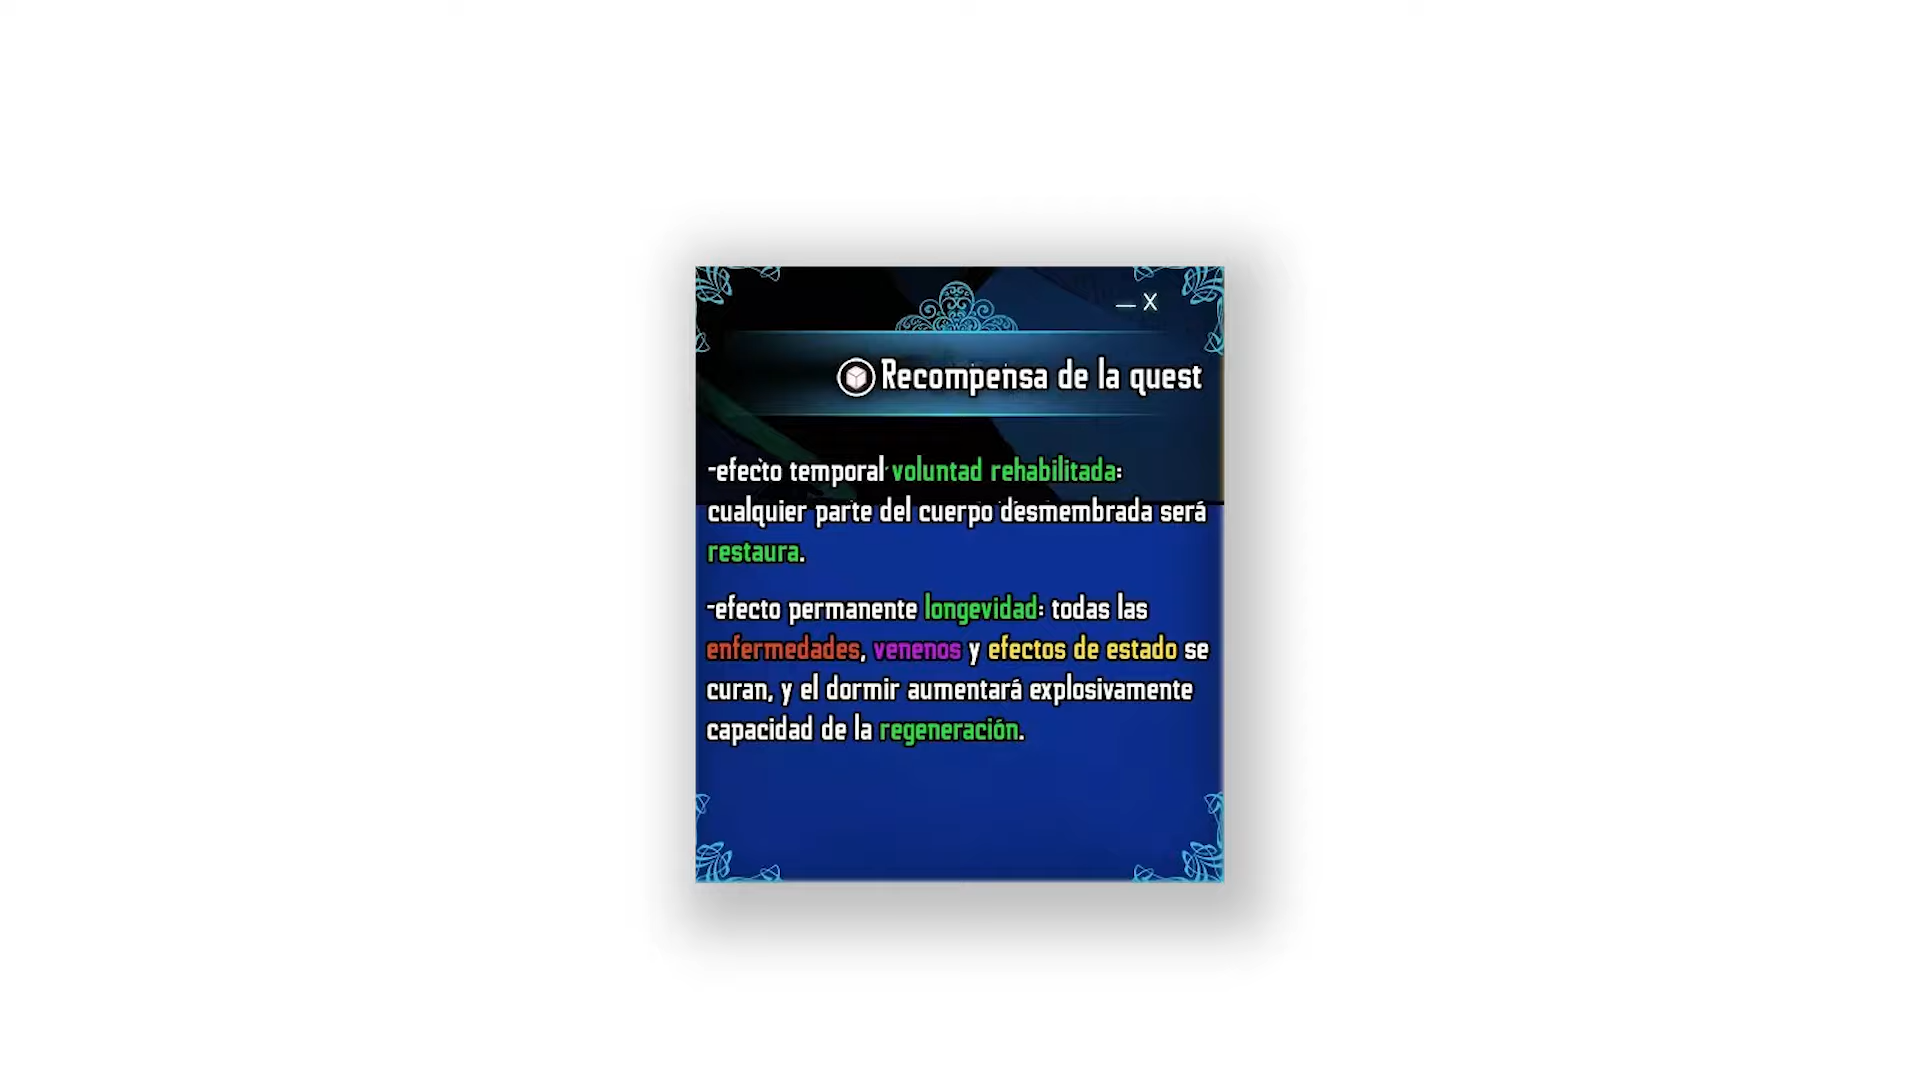 — X
Recompensa de la quest
-efecto temporal voluntad rehabilitada:
cualquier parte del cuerpo desmembrada será
restaura.
-efecto permanente longevidad: todas las
enfermedades, venenos y efectos de estado se
curan, y el dormir aumentará explosivamente
capacidad de la regeneración.